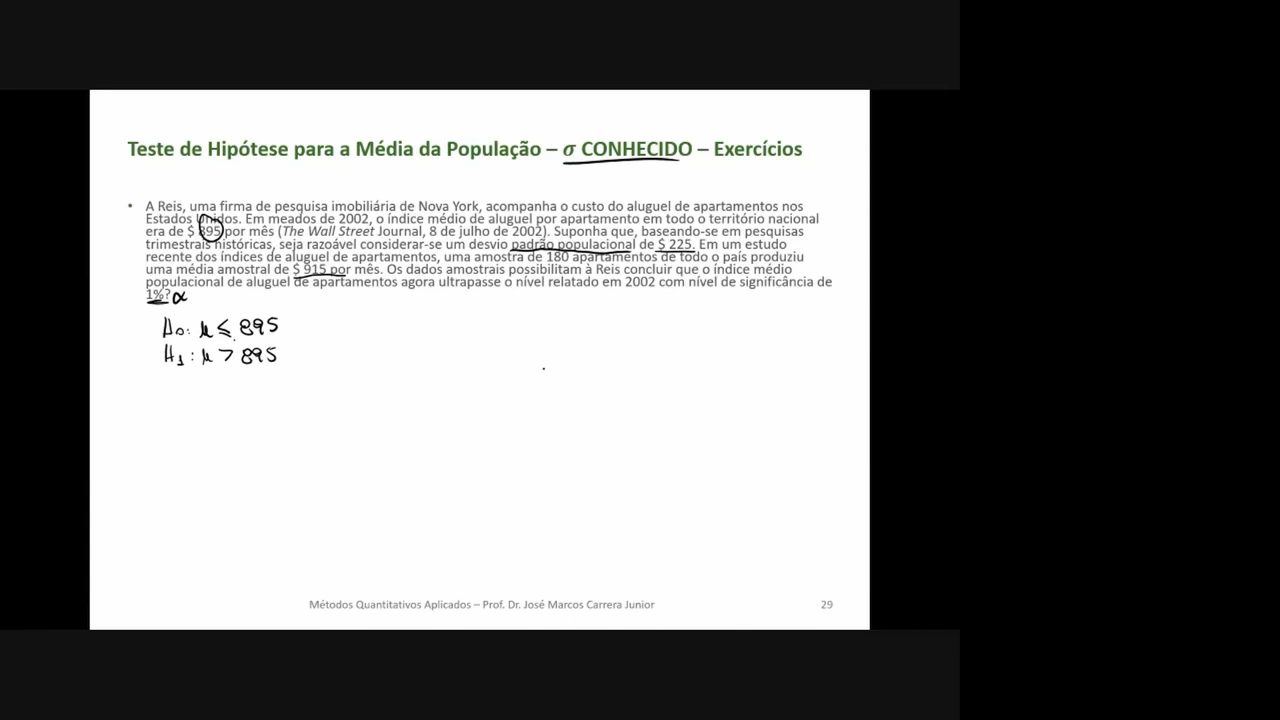 Teste de Hipótese para a Média da População – σ CONHECIDO – Exercícios
• A Reis, uma firma de pesquisa imobiliária de Nova York, acompanha o custo do aluguel de apartamentos nos
Estados Unidos. Em meados de 2002, o índice médio de aluguel por apartamento em todo o território nacional
era de $ 895 por mês (The Wall Street Journal, 8 de julho de 2002). Suponha que, baseando-se em pesquisas
trimestrais históricas, seja razoável considerar-se um desvio padrão populacional de $ 225. Em um estudo
recente dos índices de aluguel de apartamentos, uma amostra de 180 apartamentos de todo o país produziu
uma média amostral de $ 915 por mês. Os dados amostrais possibilitam à Reis concluir que o índice médio
populacional de aluguel de apartamentos agora ultrapasse o nível relatado em 2002 com nível de significância de
1%? α
H₀: μ ≤ 895
H₁: μ > 895
Métodos Quantitativos Aplicados – Prof. Dr. José Marcos Carrera Junior
29